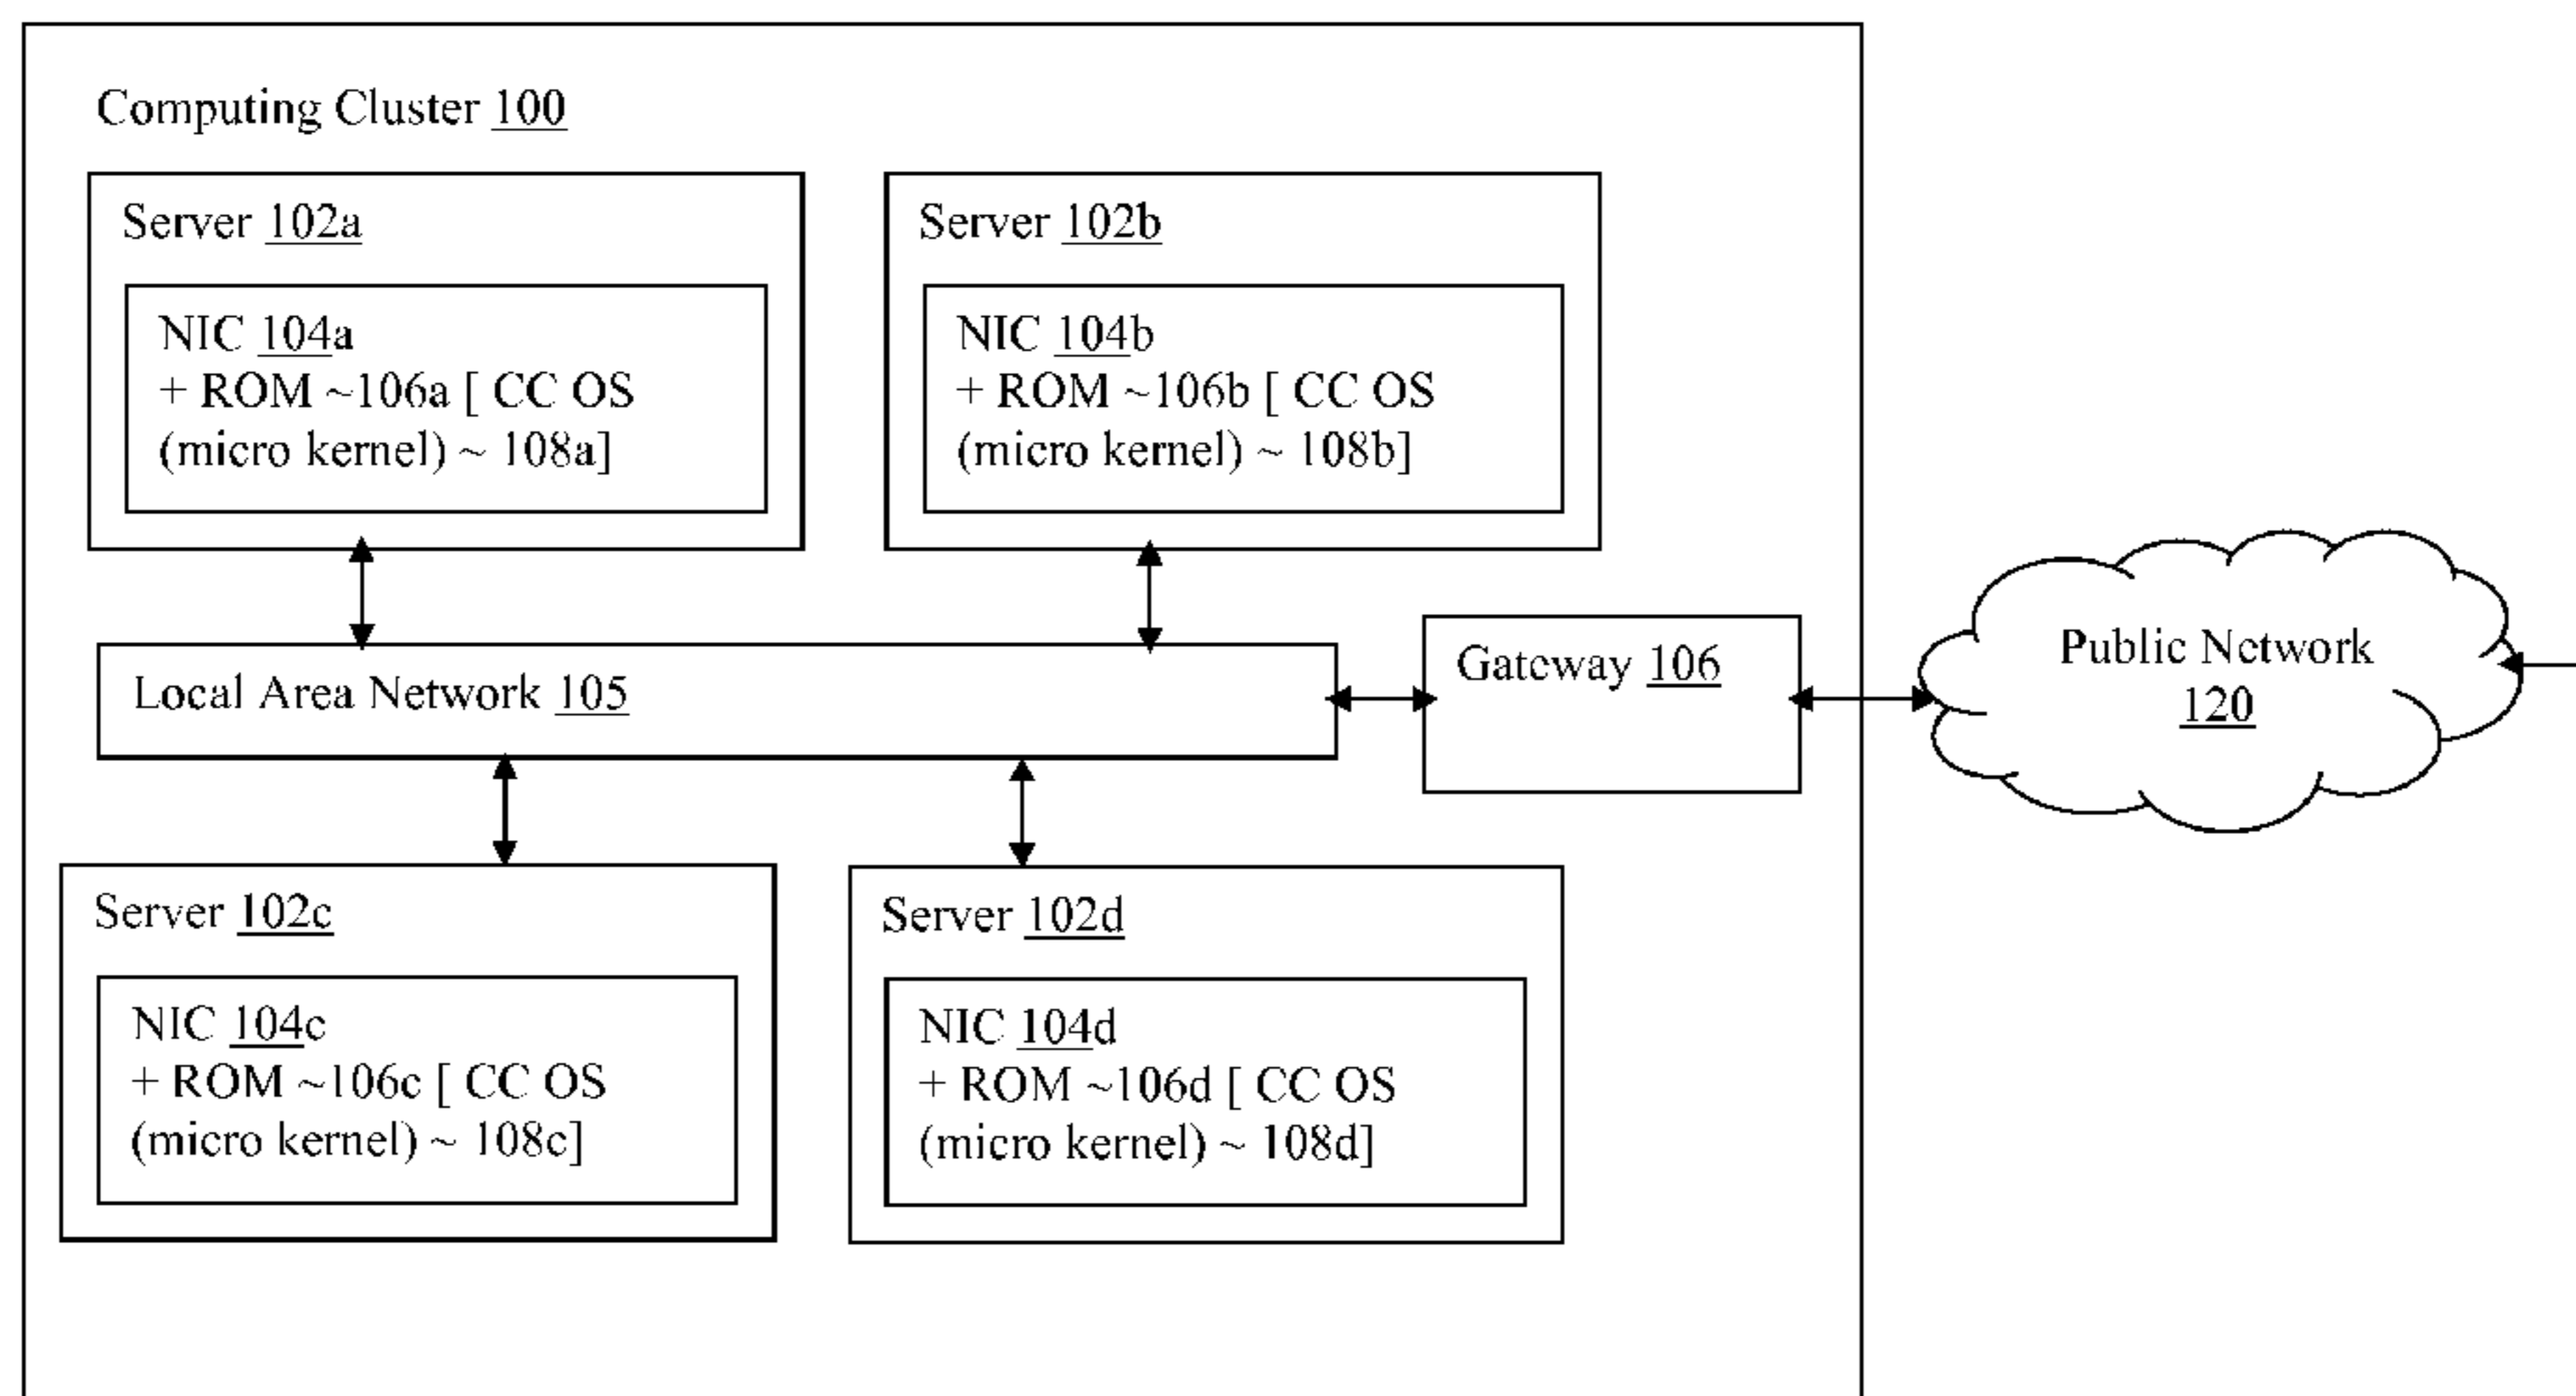 Computing Cluster 100
Server 102a
NIC 104a
+ ROM ~106a [ CC OS
(micro kernel) ~ 108a]
Server 102b
NIC 104b
+ ROM ~106b [ CC OS
(micro kernel) ~ 108b]
Local Area Network 105
Gateway 106
Public Network
120
Server 102c
NIC 104c
+ ROM ~106c [ CC OS
(micro kernel) ~ 108c]
Server 102d
NIC 104d
+ ROM ~106d [ CC OS
(micro kernel) ~ 108d]